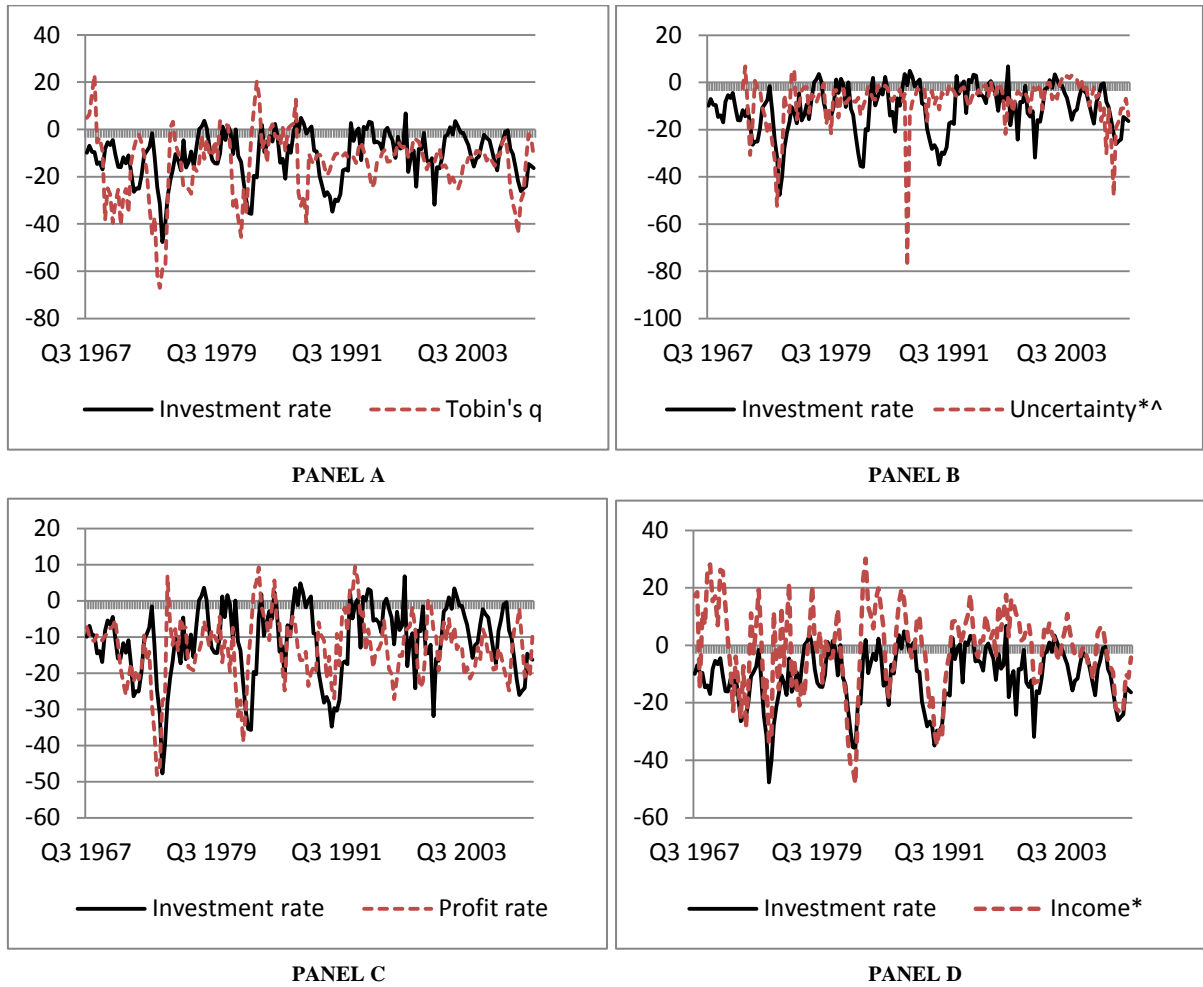 40
20
0
-20
-40
-60
-80
Q3 1967 Q3 1979 Q3 1991 Q3 2003
Investment rate Tobin's q
PANEL A
20
0
-20
-40
-60
-80
-100
Q3 1967 Q3 1979 Q3 1991 Q3 2003
Investment rate Uncertainty*^
PANEL B
20
10
0
-10
-20
-30
-40
-50
-60
Q3 1967 Q3 1979 Q3 1991 Q3 2003
Investment rate Profit rate
PANEL C
40
20
0
-20
-40
-60
Q3 1967 Q3 1979 Q3 1991 Q3 2003
Investment rate Income*
PANEL D